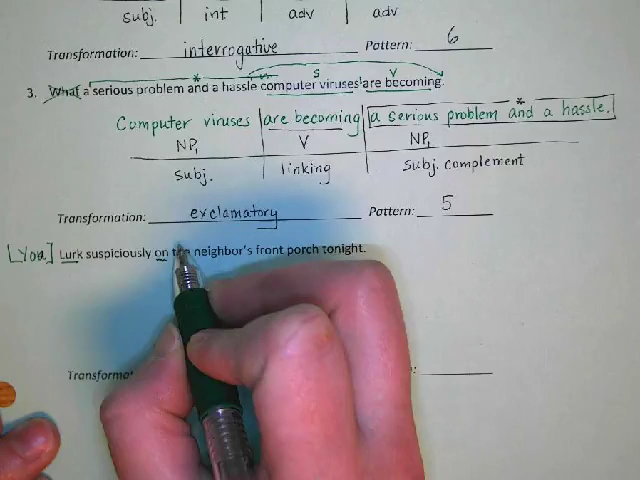 subj. int adv adv
Transformation: interrogative Pattern: 6
3. What a serious problem and a hassle computer viruses are becoming.
* S V
Computer viruses are becoming a serious problem and a hassle.
*
NP1 V NP1
subj. linking subj. complement
Transformation: exclamatory Pattern: 5
[You] Lurk suspiciously on the neighbor's front porch tonight.
Transforma